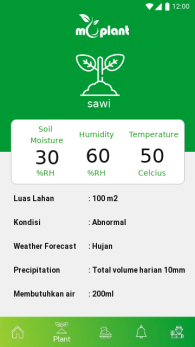 12:00
myplant
sawi
Soil Moisture
Humidity
Temperature
30
60
50
%RH
%RH
Celcius
Luas Lahan : 100 m2
Kondisi : Abnormal
Weather Forecast : Hujan
Precipitation : Total volume harian 10mm
Membutuhkan air : 200ml
Plant